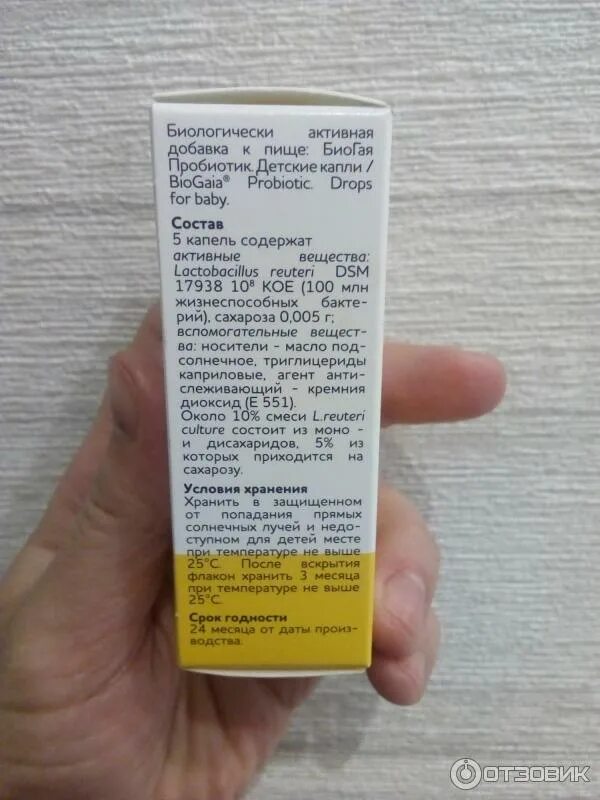 Биологически активная
добавка к пище: БиоГая
Пробиотик. Детские капли /
BioGaia® Probiotic. Drops
for baby.
Состав
5 капель содержат
активные вещества:
Lactobacillus reuteri DSM
17938 10⁸ КОЕ (100 млн
жизнеспособных бакте-
рий), сахароза 0,005 г;
вспомогательные вещест-
ва: носители - масло под-
солнечное, триглицериды
каприловые, агент анти-
слеживающий - кремния
диоксид (Е 551).
Около 10% смеси L.reuteri
culture состоит из моно -
и дисахаридов, 5% из
которых приходится на
сахарозу.
Условия хранения
Хранить в защищенном
от попадания прямых
солнечных лучей и недо-
ступном для детей месте
при температуре не выше
25°С. После вскрытия
флакон хранить 3 месяца
при температуре не выше
25°С.
Срок годности
24 месяца от даты произ-
водства.
ОТЗОВИК